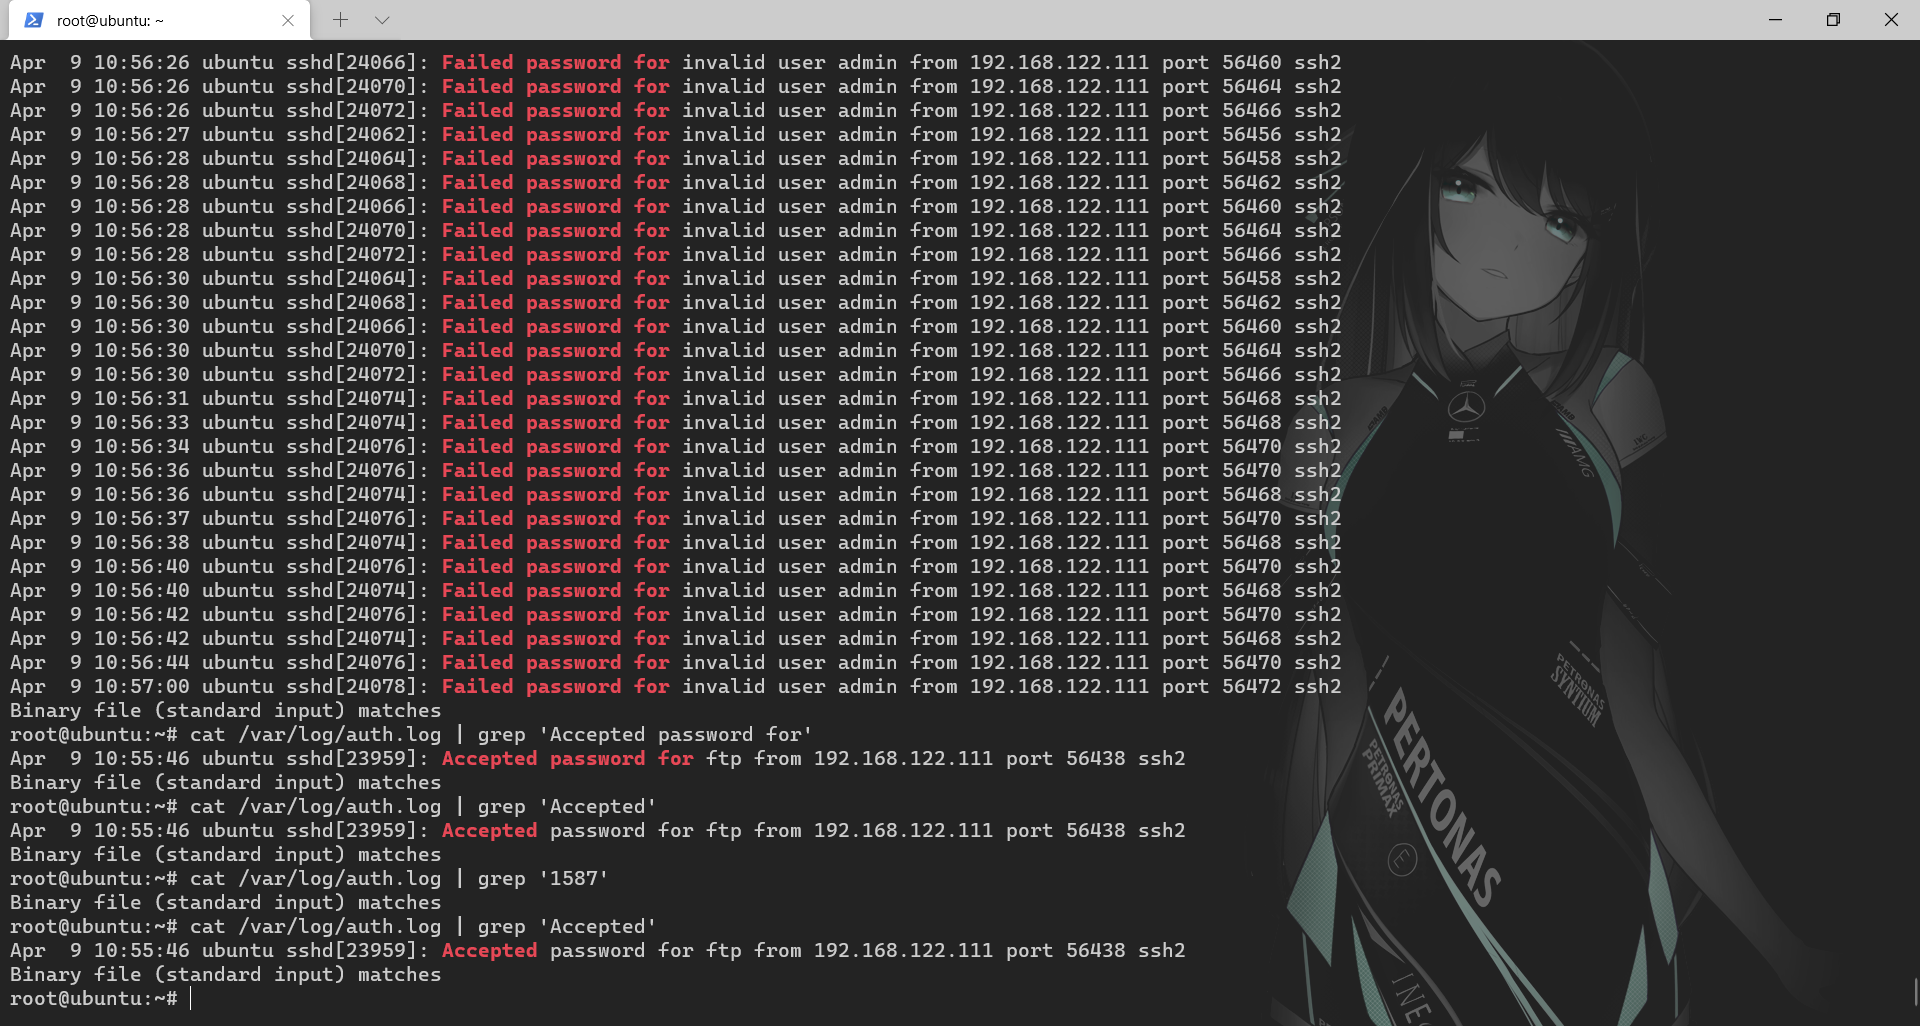 root@ubuntu: ~
Apr  9 10:56:26 ubuntu sshd[24066]: Failed password for invalid user admin from 192.168.122.111 port 56460 ssh2
Apr  9 10:56:26 ubuntu sshd[24070]: Failed password for invalid user admin from 192.168.122.111 port 56464 ssh2
Apr  9 10:56:26 ubuntu sshd[24072]: Failed password for invalid user admin from 192.168.122.111 port 56466 ssh2
Apr  9 10:56:27 ubuntu sshd[24062]: Failed password for invalid user admin from 192.168.122.111 port 56456 ssh2
Apr  9 10:56:28 ubuntu sshd[24064]: Failed password for invalid user admin from 192.168.122.111 port 56458 ssh2
Apr  9 10:56:28 ubuntu sshd[24068]: Failed password for invalid user admin from 192.168.122.111 port 56462 ssh2
Apr  9 10:56:28 ubuntu sshd[24066]: Failed password for invalid user admin from 192.168.122.111 port 56460 ssh2
Apr  9 10:56:28 ubuntu sshd[24070]: Failed password for invalid user admin from 192.168.122.111 port 56464 ssh2
Apr  9 10:56:28 ubuntu sshd[24072]: Failed password for invalid user admin from 192.168.122.111 port 56466 ssh2
Apr  9 10:56:30 ubuntu sshd[24064]: Failed password for invalid user admin from 192.168.122.111 port 56458 ssh2
Apr  9 10:56:30 ubuntu sshd[24068]: Failed password for invalid user admin from 192.168.122.111 port 56462 ssh2
Apr  9 10:56:30 ubuntu sshd[24066]: Failed password for invalid user admin from 192.168.122.111 port 56460 ssh2
Apr  9 10:56:30 ubuntu sshd[24070]: Failed password for invalid user admin from 192.168.122.111 port 56464 ssh2
Apr  9 10:56:30 ubuntu sshd[24072]: Failed password for invalid user admin from 192.168.122.111 port 56466 ssh2
Apr  9 10:56:31 ubuntu sshd[24074]: Failed password for invalid user admin from 192.168.122.111 port 56468 ssh2
Apr  9 10:56:33 ubuntu sshd[24074]: Failed password for invalid user admin from 192.168.122.111 port 56468 ssh2
Apr  9 10:56:34 ubuntu sshd[24076]: Failed password for invalid user admin from 192.168.122.111 port 56470 ssh2
Apr  9 10:56:36 ubuntu sshd[24076]: Failed password for invalid user admin from 192.168.122.111 port 56470 ssh2
Apr  9 10:56:36 ubuntu sshd[24074]: Failed password for invalid user admin from 192.168.122.111 port 56468 ssh2
Apr  9 10:56:37 ubuntu sshd[24076]: Failed password for invalid user admin from 192.168.122.111 port 56470 ssh2
Apr  9 10:56:38 ubuntu sshd[24074]: Failed password for invalid user admin from 192.168.122.111 port 56468 ssh2
Apr  9 10:56:40 ubuntu sshd[24076]: Failed password for invalid user admin from 192.168.122.111 port 56470 ssh2
Apr  9 10:56:40 ubuntu sshd[24074]: Failed password for invalid user admin from 192.168.122.111 port 56468 ssh2
Apr  9 10:56:42 ubuntu sshd[24076]: Failed password for invalid user admin from 192.168.122.111 port 56470 ssh2
Apr  9 10:56:42 ubuntu sshd[24074]: Failed password for invalid user admin from 192.168.122.111 port 56468 ssh2
Apr  9 10:56:44 ubuntu sshd[24076]: Failed password for invalid user admin from 192.168.122.111 port 56470 ssh2
Apr  9 10:57:00 ubuntu sshd[24078]: Failed password for invalid user admin from 192.168.122.111 port 56472 ssh2
Binary file (standard input) matches
root@ubuntu:~# cat /var/log/auth.log | grep 'Accepted password for'
Apr  9 10:55:46 ubuntu sshd[23959]: Accepted password for ftp from 192.168.122.111 port 56438 ssh2
Binary file (standard input) matches
root@ubuntu:~# cat /var/log/auth.log | grep 'Accepted'
Apr  9 10:55:46 ubuntu sshd[23959]: Accepted password for ftp from 192.168.122.111 port 56438 ssh2
Binary file (standard input) matches
root@ubuntu:~# cat /var/log/auth.log | grep '1587'
Binary file (standard input) matches
root@ubuntu:~# cat /var/log/auth.log | grep 'Accepted'
Apr  9 10:55:46 ubuntu sshd[23959]: Accepted password for ftp from 192.168.122.111 port 56438 ssh2
Binary file (standard input) matches
root@ubuntu:~#
AMG
IWC
PETRONAS
SYNTIUM
PERTONAS
PETRONAS
PRIMAX
E